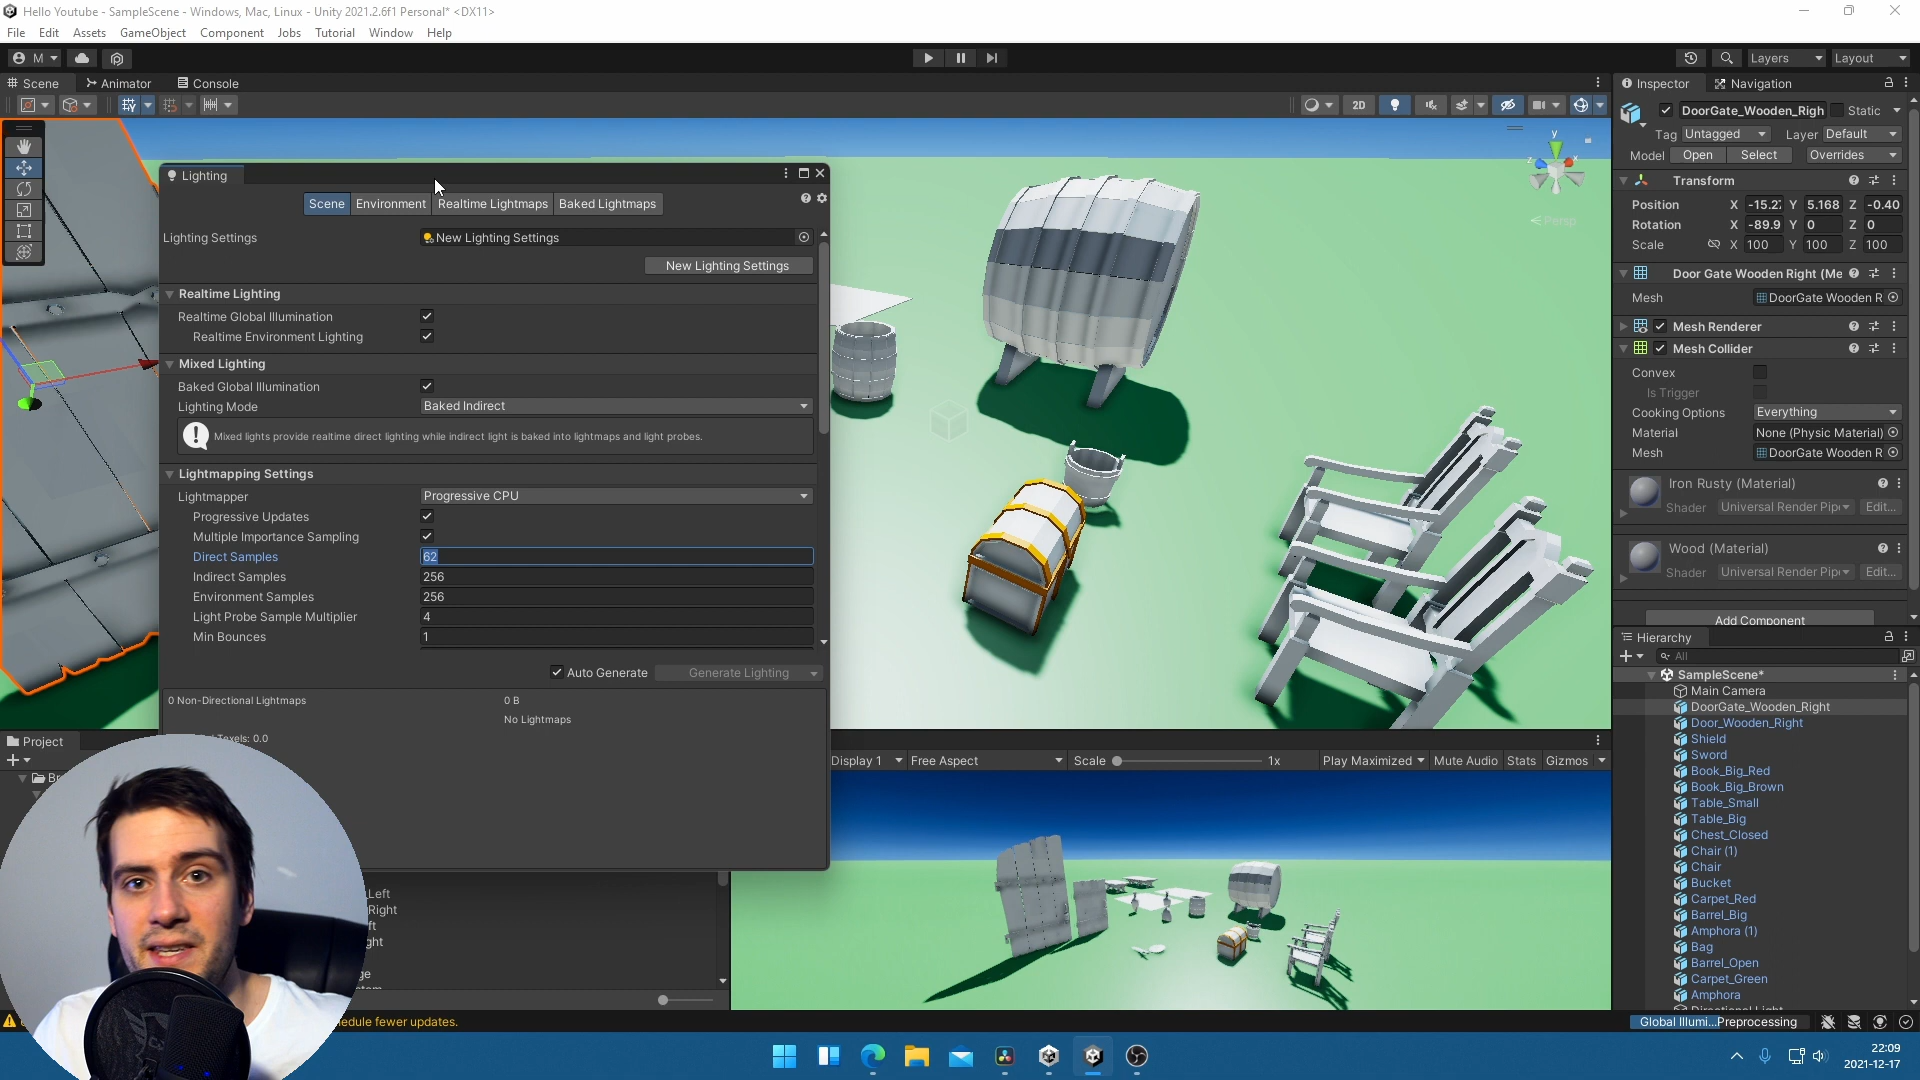 Hello Youtube - SampleScene - Windows, Mac, Linux - Unity 2021.2.6f1 Personal* <DX11>
File Edit Assets GameObject Component Jobs Tutorial Window Help
M Layers Layout
Scene Animator Console Inspector Navigation
2D
DoorGate_Wooden_Righ Static
Tag Untagged Layer Default
Model Open Select Overrides
Transform
Position X -15.2 Y 5.168 Z -0.40
Rotation X -89.9 Y 0 Z 0
Scale X 100 Y 100 Z 100
Door Gate Wooden Right (Me
Mesh DoorGate Wooden R
Mesh Renderer
Mesh Collider
Convex
Is Trigger
Cooking Options Everything
Material None (Physic Material)
Mesh DoorGate Wooden R
Iron Rusty (Material)
Shader Universal Render Pip Edit...
Wood (Material)
Shader Universal Render Pip Edit...
Add Component
y
x
z
Persp
Lighting
Scene Environment Realtime Lightmaps Baked Lightmaps
Lighting Settings New Lighting Settings
New Lighting Settings
Realtime Lighting
Realtime Global Illumination
Realtime Environment Lighting
Mixed Lighting
Baked Global Illumination
Lighting Mode Baked Indirect
Mixed lights provide realtime direct lighting while indirect light is baked into lightmaps and light probes.
Lightmapping Settings
Lightmapper Progressive CPU
Progressive Updates
Multiple Importance Sampling
Direct Samples 62
Indirect Samples 256
Environment Samples 256
Light Probe Sample Multiplier 4
Min Bounces 1
Auto Generate Generate Lighting
0 Non-Directional Lightmaps 0 B
No Lightmaps
Texels: 0.0
Project
Br
_Left
Right
ft
ght
ge
Display 1 Free Aspect Scale 1x Play Maximized Mute Audio Stats Gizmos
Hierarchy
All
SampleScene*
Main Camera
DoorGate_Wooden_Right
Door_Wooden_Right
Shield
Sword
Book_Big_Red
Book_Big_Brown
Table_Small
Table_Big
Chest_Closed
Chair (1)
Chair
Bucket
Carpet_Red
Barrel_Big
Amphora (1)
Bag
Barrel_Open
Carpet_Green
Amphora
Directional Light
hedule fewer updates.
Global Illumi...Preprocessing
22:09
2021-12-17